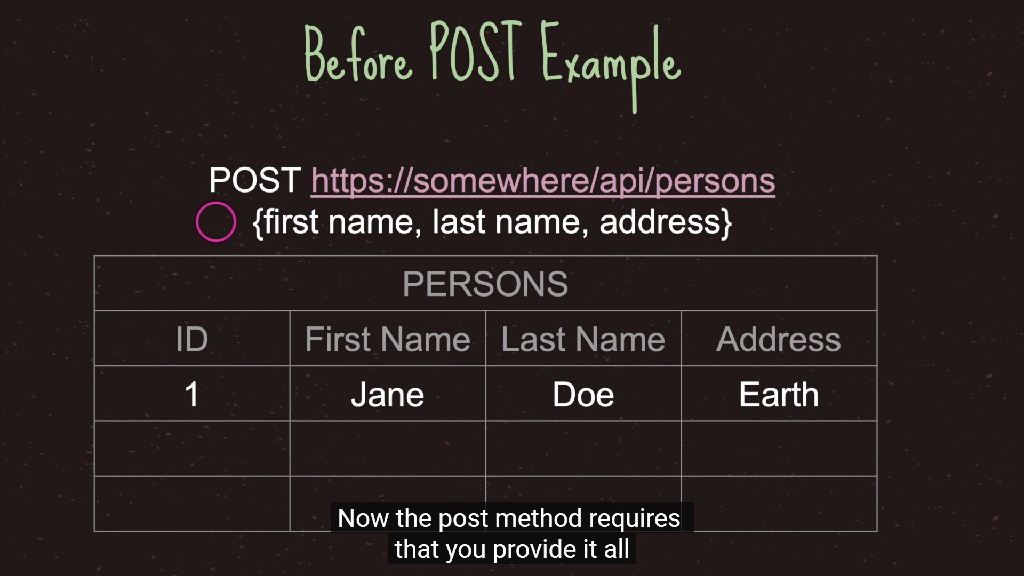 Before POST Example
POST https://somewhere/api/persons
{first name, last name, address}
PERSONS
ID First Name Last Name Address
1 Jane Doe Earth
Now the post method requires
that you provide it all